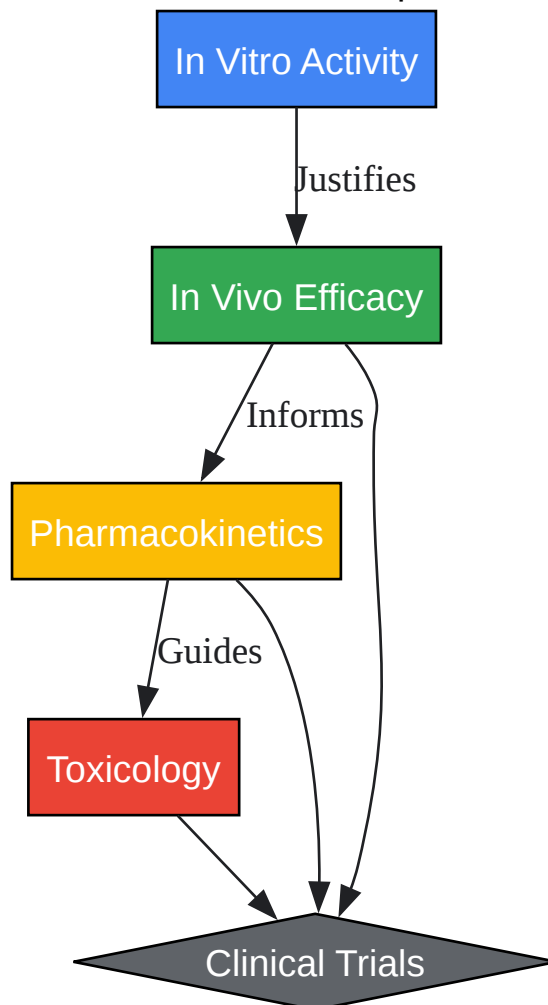 In Vitro Activity
Justifies
In Vivo Efficacy
Informs
Pharmacokinetics
Guides
Toxicology
Clinical Trials